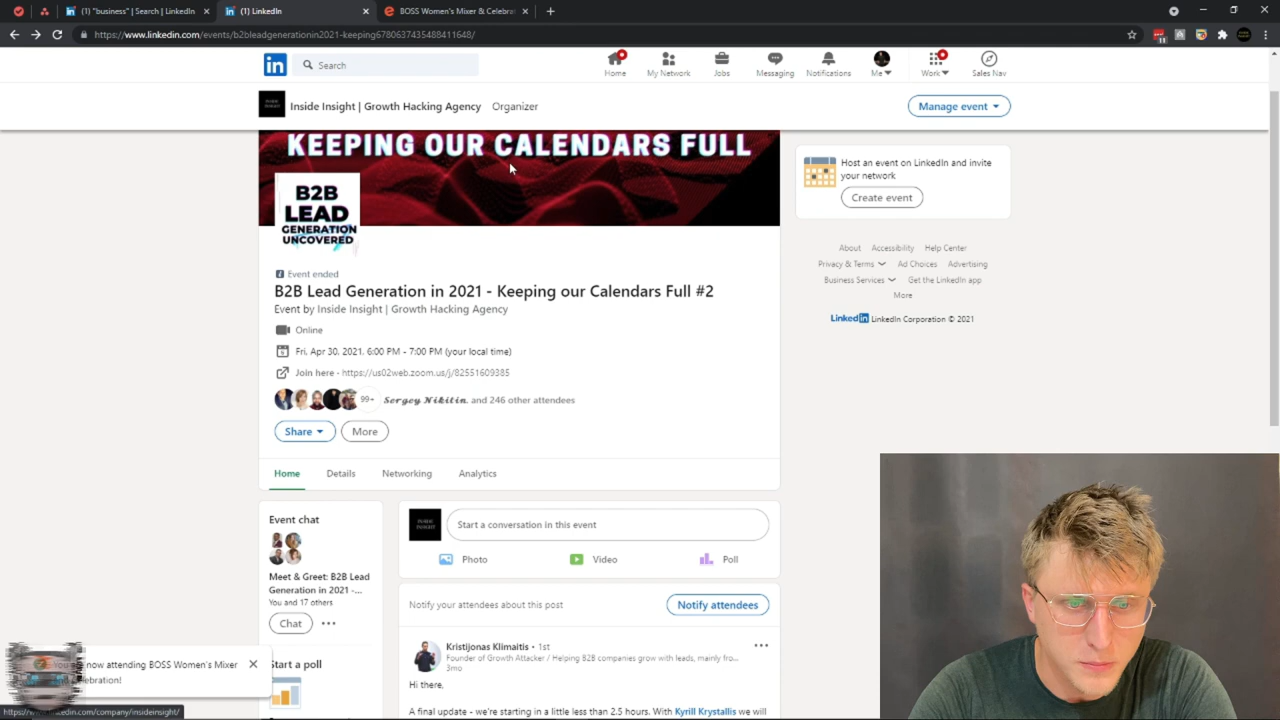 (1) "business" | Search | LinkedIn
(1) LinkedIn
BOSS Women's Mixer & Celebrat
https://www.linkedin.com/events/b2bleadgenerationin2021-keeping6780637435488411648/
11
in
Search
Home
My Network
Jobs
Messaging
Notifications
Me
Work
Sales Nav
Inside Insight | Growth Hacking Agency
Organizer
Manage event
KEEPING OUR CALENDARS FULL
B2B
LEAD
GENERATION
UNCOVERED
Event ended
B2B Lead Generation in 2021 - Keeping our Calendars Full #2
Event by Inside Insight | Growth Hacking Agency
Online
Fri, Apr 30, 2021, 6:00 PM - 7:00 PM (your local time)
Join here - https://us02web.zoom.us/j/82551609385
99+
𝓢𝓮𝓻𝓰𝓮𝔂 𝓝𝓲𝓴𝓲𝓽𝓲𝓷. and 246 other attendees
Share
More
Home
Details
Networking
Analytics
Host an event on LinkedIn and invite
your network
Create event
About
Accessibility
Help Center
Privacy & Terms
Ad Choices
Advertising
Business Services
Get the LinkedIn app
More
LinkedIn LinkedIn Corporation © 2021
Event chat
Meet & Greet: B2B Lead
Generation in 2021 -...
You and 17 others
Chat
Start a poll
INSIDE
INSIGHT
Start a conversation in this event
Photo
Video
Poll
Notify your attendees about this post
Notify attendees
Kristijonas Klimaitis • 1st
Founder of Growth Attacker / Helping B2B companies grow with leads, mainly fro...
3mo
Hi there,
A final update - we're starting in a little less than 2.5 hours. With Kyrill Krystallis we will
now attending BOSS Women's Mixer
https://www.linkedin.com/company/insideinsight/